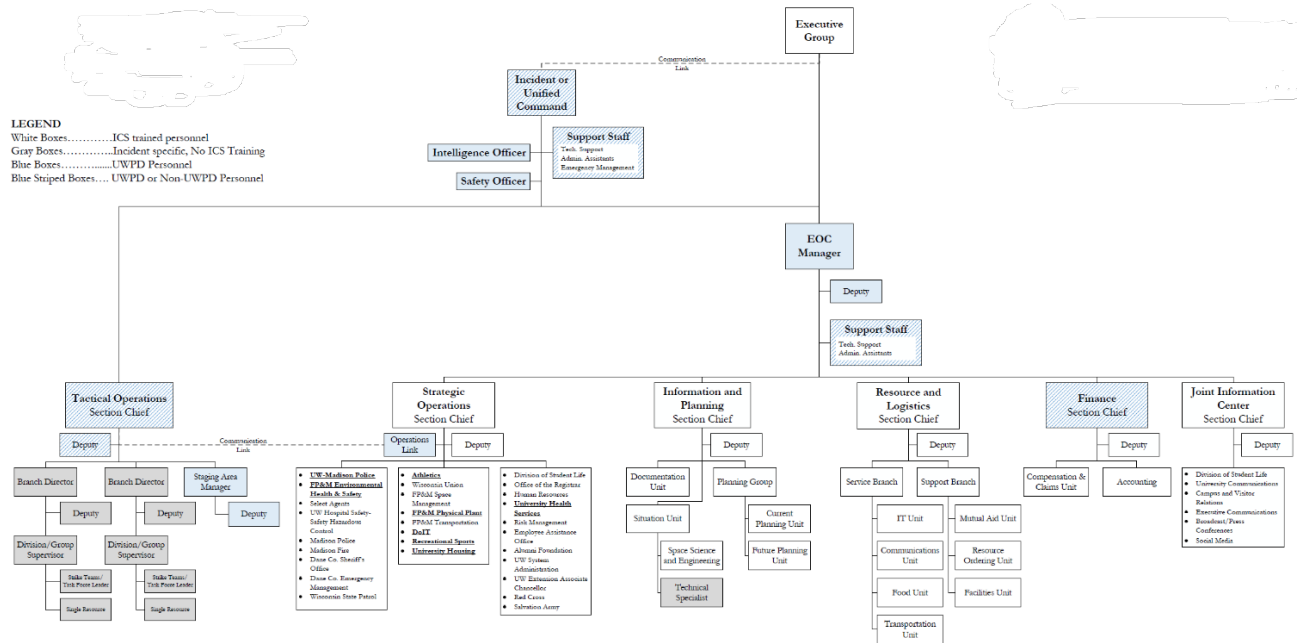 Executive
Group
Communication
Link
Incident or
Unified
Command
LEGEND
White Boxes…………ICS trained personnel
Gray Boxes…………..Incident specific, No ICS Training
Blue Boxes……….......UWPD Personnel
Blue Striped Boxes…. UWPD or Non-UWPD Personnel
Support Staff
Tech. Support
Admin. Assistants
Emergency Management
Intelligence Officer
Safety Officer
EOC
Manager
Deputy
Support Staff
Tech. Support
Admin. Assistants
Tactical Operations
Section Chief
Deputy
Communication
Link
Branch Director
Deputy
Division/Group
Supervisor
Strike Teams/
Task Force Leader
Single Resource
Branch Director
Deputy
Division/Group
Supervisor
Strike Teams/
Task Force Leader
Single Resource
Staging Area
Manager
Deputy
Strategic
Operations
Section Chief
Operations
Link
Deputy
● UW-Madison Police
● FP&M Environmental
Health & Safety
● Select Agents
● UW Hospital Safety-
Safety Hazardous
Control
● Madison Police
● Madison Fire
● Dane Co. Sheriff's
Office
● Dane Co. Emergency
Management
● Wisconsin State Patrol
● Athletics
● Wisconsin Union
● FP&M Space
Management
● FP&M Physical Plant
● FP&M Transportation
● DoIT
● Recreational Sports
● University Housing
● Division of Student Life
● Office of the Registrar
● Human Resources
● University Health
Services
● Risk Management
● Employee Assistance
Office
● Alumni Foundation
● UW System
Administration
● UW Extension Associate
Chancellor
● Red Cross
● Salvation Army
Information and
Planning
Section Chief
Deputy
Documentation
Unit
Planning Group
Situation Unit
Current
Planning Unit
Space Science
and Engineering
Future Planning
Unit
Technical
Specialist
Resource and
Logistics
Section Chief
Deputy
Service Branch
Support Branch
IT Unit
Mutual Aid Unit
Communications
Unit
Resource
Ordering Unit
Food Unit
Facilities Unit
Transportation
Unit
Finance
Section Chief
Deputy
Compensation &
Claims Unit
Accounting
Joint Information
Center
Section Chief
Deputy
● Division of Student Life
● University Communications
● Campus and Visitor
Relations
● Executive Communications
● Broadcast/Press
Conferences
● Social Media